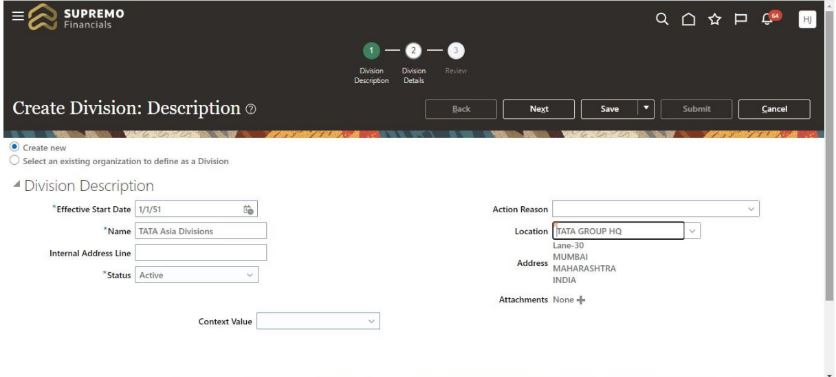 SUPREMO
Financials
64
HJ
1
2
3
Division Description
Division Details
Review
Create Division: Description
Back
Next
Save
Submit
Cancel
Create new
Select an existing organization to define as a Division
Division Description
*Effective Start Date 1/1/51
Action Reason
*Name TATA Asia Divisions
Location TATA GROUP HQ
Internal Address Line
Address Lane-30
MUMBAI
MAHARASHTRA
INDIA
*Status Active
Attachments None
Context Value